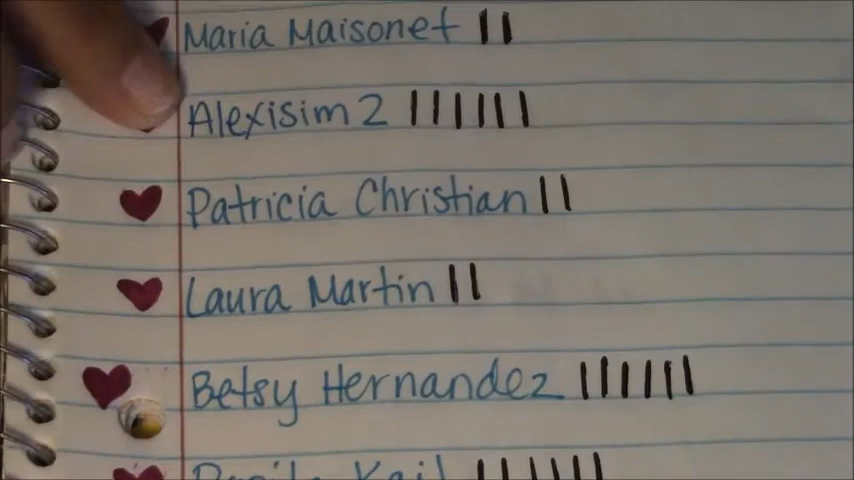 Maria Maisonet ||
Alexisim 2 ||||||
Patricia Christian ||
Laura Martin ||
Betsy Hernandez ||||||